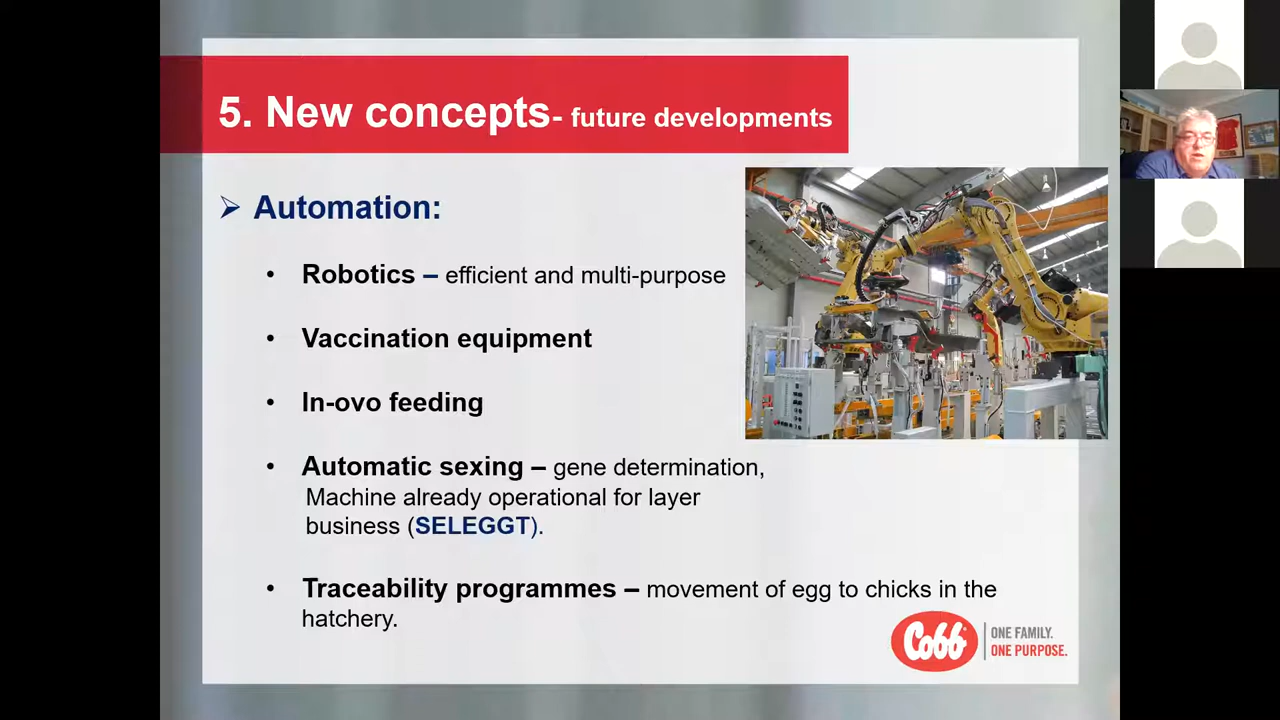 5. New concepts- future developments
➢ Automation:
• Robotics – efficient and multi-purpose
• Vaccination equipment
• In-ovo feeding
• Automatic sexing – gene determination,
Machine already operational for layer
business (SELEGGT).
• Traceability programmes – movement of egg to chicks in the
hatchery.
Cobb
ONE FAMILY.
ONE PURPOSE.